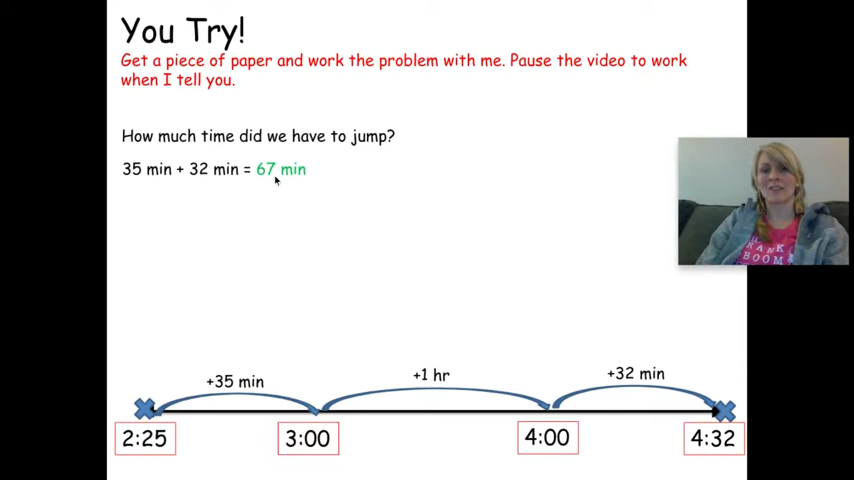 You Try!
Get a piece of paper and work the problem with me. Pause the video to work
when I tell you.
How much time did we have to jump?
35 min + 32 min = 67 min
RANK
BOOM
+35 min
+1 hr
+32 min
2:25
3:00
4:00
4:32